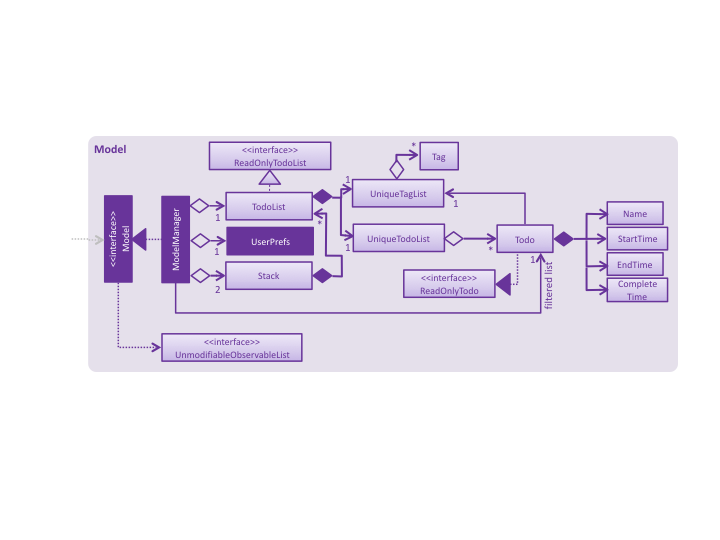 Model
<<interface>>
ReadOnlyTodoList
*
Tag
<<interface>>
Model
ModelManager
1
TodoList
1
UniqueTagList
1
*
1
UserPrefs
1
UniqueTodoList
*
Todo
1
filtered list
Name
StartTime
EndTime
Complete
Time
2
Stack
<<interface>>
ReadOnlyTodo
<<interface>>
UnmodifiableObservableList